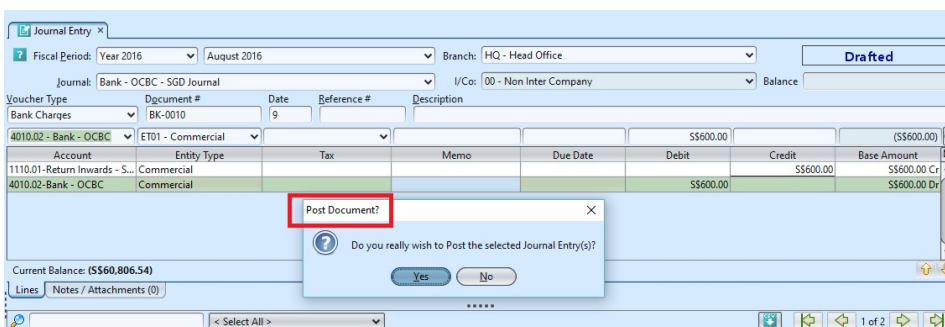 Journal Entry ×
? Fiscal Period: Year 2016 August 2016 Branch: HQ - Head Office Drafted
Journal: Bank - OCBC - SGD Journal I/Co: 00 - Non Inter Company Balance
Voucher Type Document # Date Reference # Description
Bank Charges BK-0010 9
4010.02 - Bank - OCBC ET01 - Commercial S$600.00 (S$600.00)
Account Entity Type Tax Memo Due Date Debit Credit Base Amount
1110.01-Return Inwards - S... Commercial S$600.00 S$600.00 Cr
4010.02-Bank - OCBC Commercial S$600.00 S$600.00 Dr
Post Document? ×
? Do you really wish to Post the selected Journal Entry(s)?
Yes No
Current Balance: (S$60,806.54)
Lines Notes / Attachments (0)
< Select All > 1 of 2